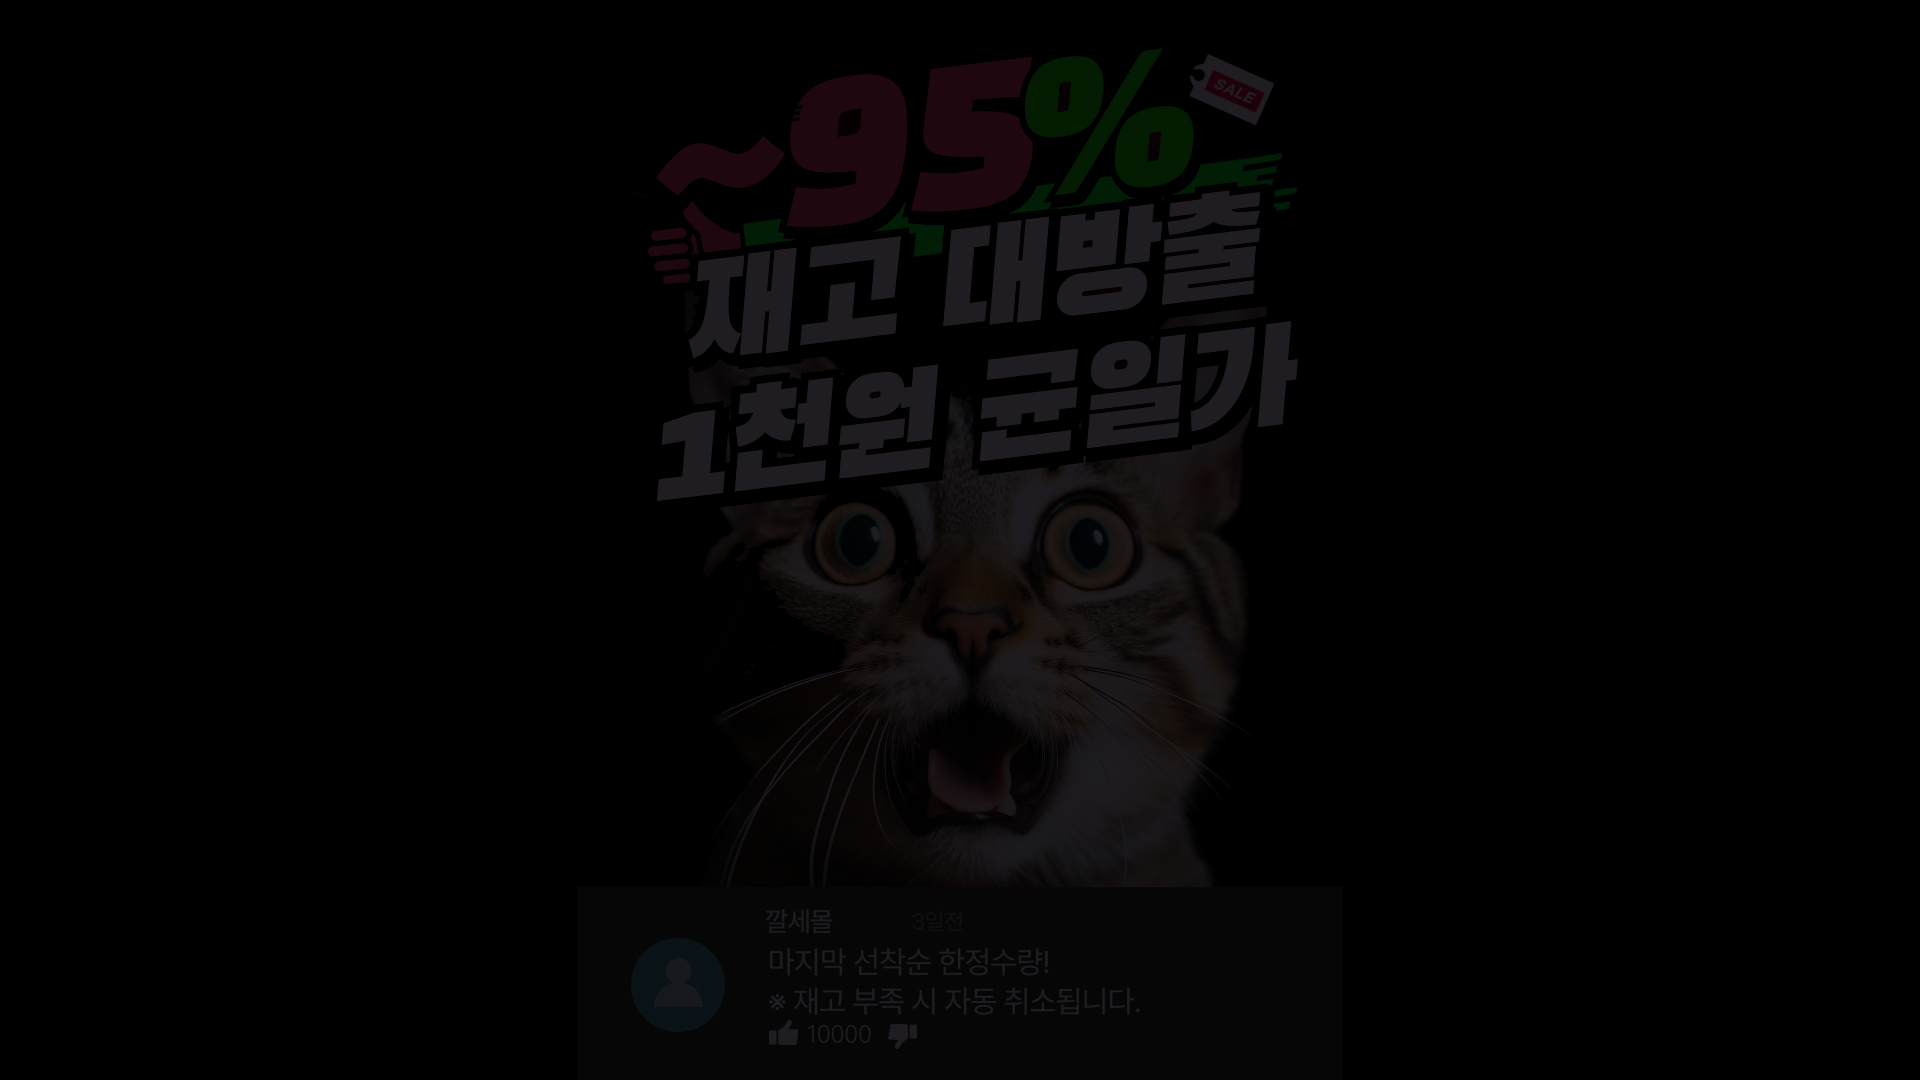 ~95%
SALE
재고 대방출
1천원 균일가
깔세몰 3일전
마지막 선착순 한정수량!
※ 재고 부족 시 자동 취소됩니다.
10000